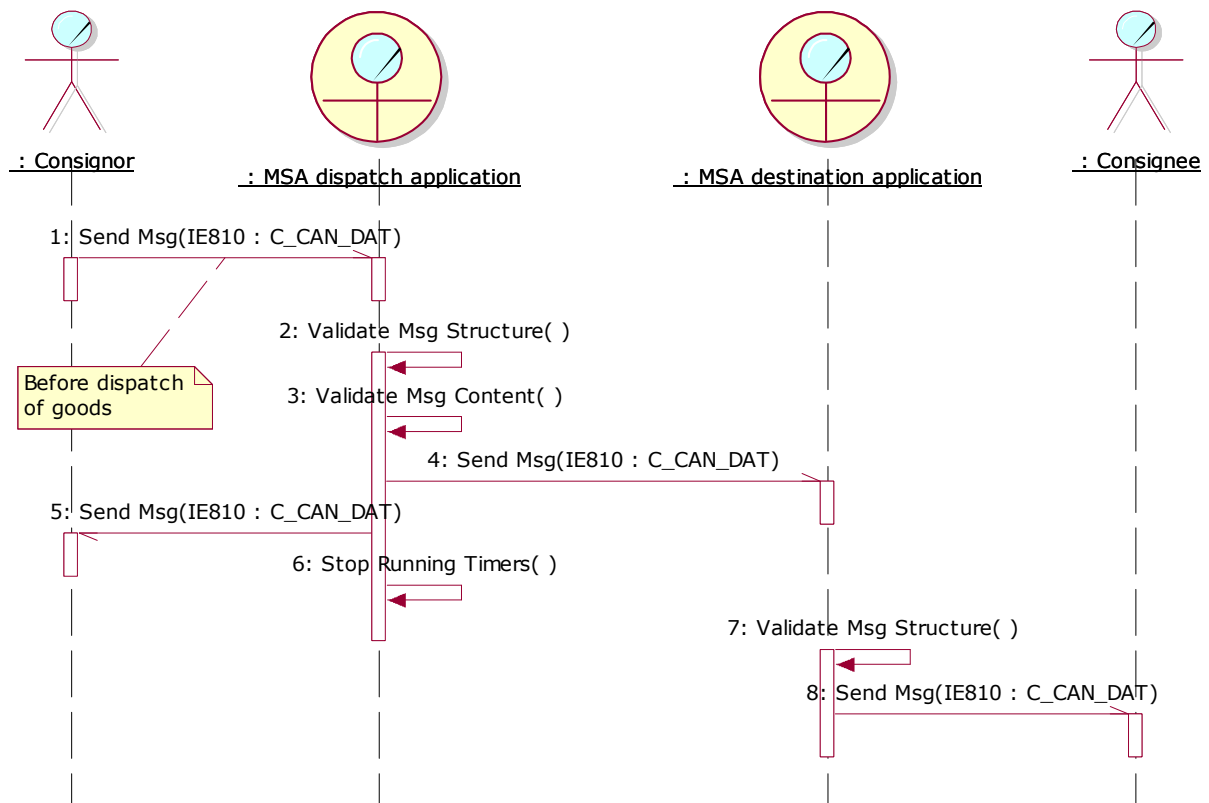 : Consignor
: MSA dispatch application
: MSA destination application
: Consignee
1: Send Msg(IE810 : C_CAN_DAT)
2: Validate Msg Structure( )
Before dispatch
of goods
3: Validate Msg Content( )
4: Send Msg(IE810 : C_CAN_DAT)
5: Send Msg(IE810 : C_CAN_DAT)
6: Stop Running Timers( )
7: Validate Msg Structure( )
8: Send Msg(IE810 : C_CAN_DAT)